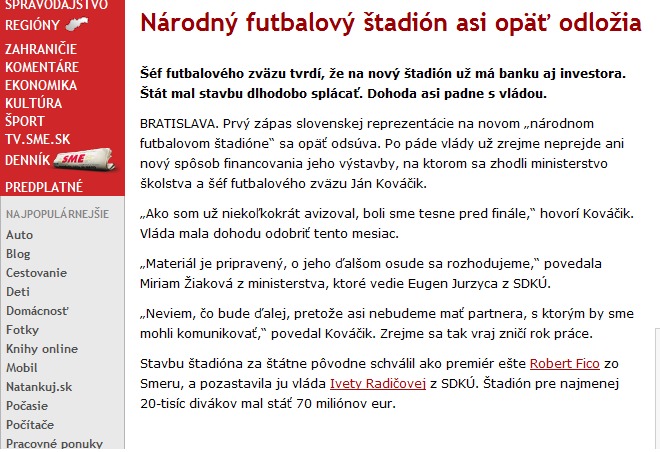 SPRAVODAJSTVO
REGIÓNY
ZAHRANIČIE
KOMENTÁRE
EKONOMIKA
KULTÚRA
ŠPORT
TV.SME.SK
DENNÍK SME
PREDPLATNÉ
NAJPOPULÁRNEJŠIE
Auto
Blog
Cestovanie
Deti
Domácnosť
Fotky
Knihy online
Mobil
Natankuj.sk
Počasie
Počítače
Pracovné ponuky
Národný futbalový štadión asi opäť odložia
Šéf futbalového zväzu tvrdí, že na nový štadión už má banku aj investora.
Štát mal stavbu dlhodobo splácať. Dohoda asi padne s vládou.
BRATISLAVA. Prvý zápas slovenskej reprezentácie na novom „národnom
futbalovom štadióne“ sa opäť odsúva. Po páde vlády už zrejme neprejde ani
nový spôsob financovania jeho výstavby, na ktorom sa zhodli ministerstvo
školstva a šéf futbalového zväzu Ján Kováčik.
„Ako som už niekoľkokrát avizoval, boli sme tesne pred finále,“ hovorí Kováčik.
Vláda mala dohodu odobriť tento mesiac.
„Materiál je pripravený, o jeho ďalšom osude sa rozhodujeme,“ povedala
Miriam Žiaková z ministerstva, ktoré vedie Eugen Jurzyca z SDKÚ.
„Neviem, čo bude ďalej, pretože asi nebudeme mať partnera, s ktorým by sme
mohli komunikovať,“ povedal Kováčik. Zrejme sa tak vraj zničí rok práce.
Stavbu štadióna za štátne pôvodne schválil ako premiér ešte Robert Fico zo
Smeru, a pozastavila ju vláda Ivety Radičovej z SDKÚ. Štadión pre najmenej
20-tisíc divákov mal stáť 70 miliónov eur.